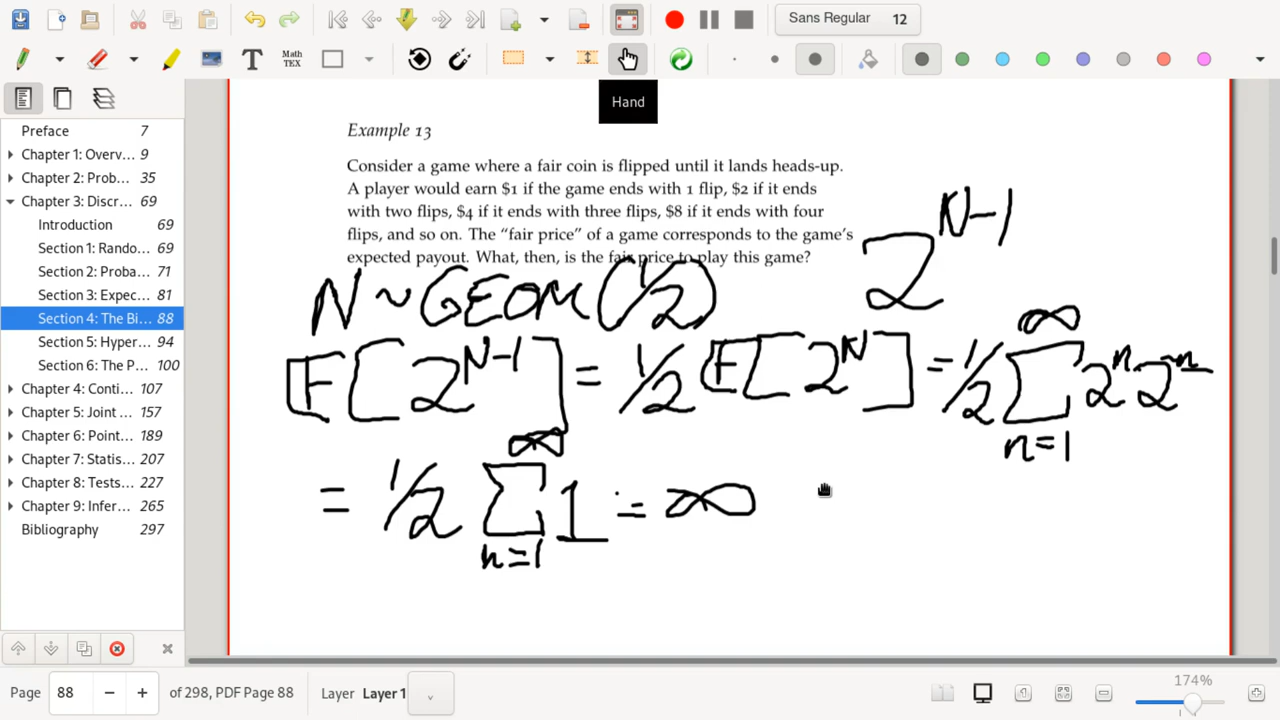 Sans Regular 12
T Math TEX
Hand
Preface 7
Chapter 1: Overv... 9
Chapter 2: Prob... 35
Chapter 3: Discr... 69
Introduction 69
Section 1: Rando... 69
Section 2: Proba... 71
Section 3: Expec... 81
Section 4: The Bi... 88
Section 5: Hyper... 94
Section 6: The P... 100
Chapter 4: Conti... 107
Chapter 5: Joint ... 157
Chapter 6: Point... 189
Chapter 7: Statis... 207
Chapter 8: Tests... 227
Chapter 9: Infer... 265
Bibliography 297
Example 13
Consider a game where a fair coin is flipped until it lands heads-up.
A player would earn $1 if the game ends with 1 flip, $2 if it ends
with two flips, $4 if it ends with three flips, $8 if it ends with four
flips, and so on. The “fair price” of a game corresponds to the game’s
expected payout. What, then, is the fair price to play this game?
2^{N-1}
N ~ GEOM(1/2)
𝔼[2^{N-1}] = 1/2 𝔼[2^N] = 1/2 ∑_{n=1}^{∞} 2^n 2^{-n}
= 1/2 ∑_{n=1}^{∞} 1 = ∞
Page 88 − + of 298, PDF Page 88 Layer Layer 1 174%